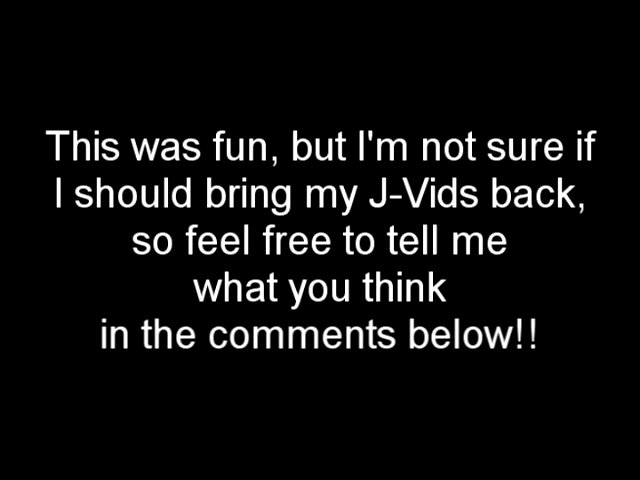 This was fun, but I'm not sure if
I should bring my J-Vids back,
so feel free to tell me
what you think
in the comments below!!